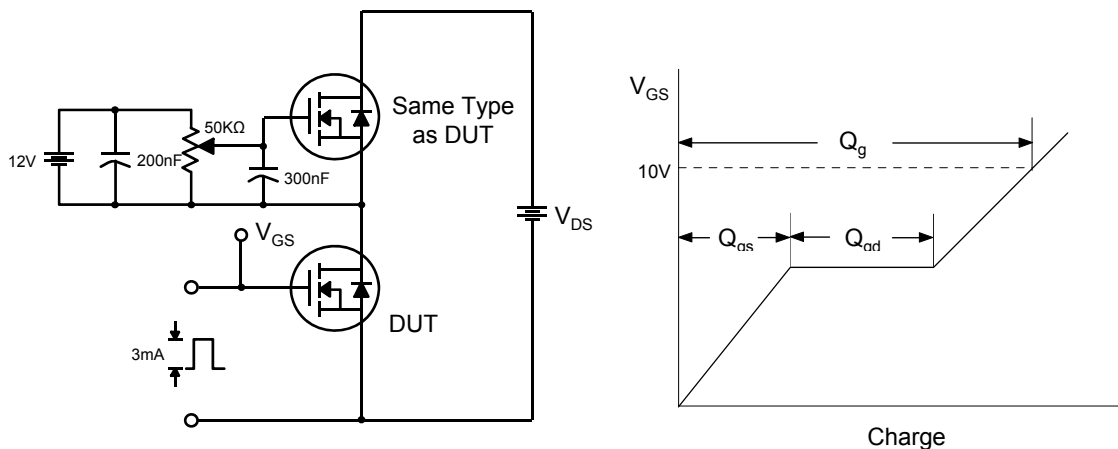 Same Type
as DUT
50KΩ
12V
200nF
300nF
V_GS
V_DS
DUT
3mA
V_GS
Q_g
10V
Q_gs
Q_gd
Charge